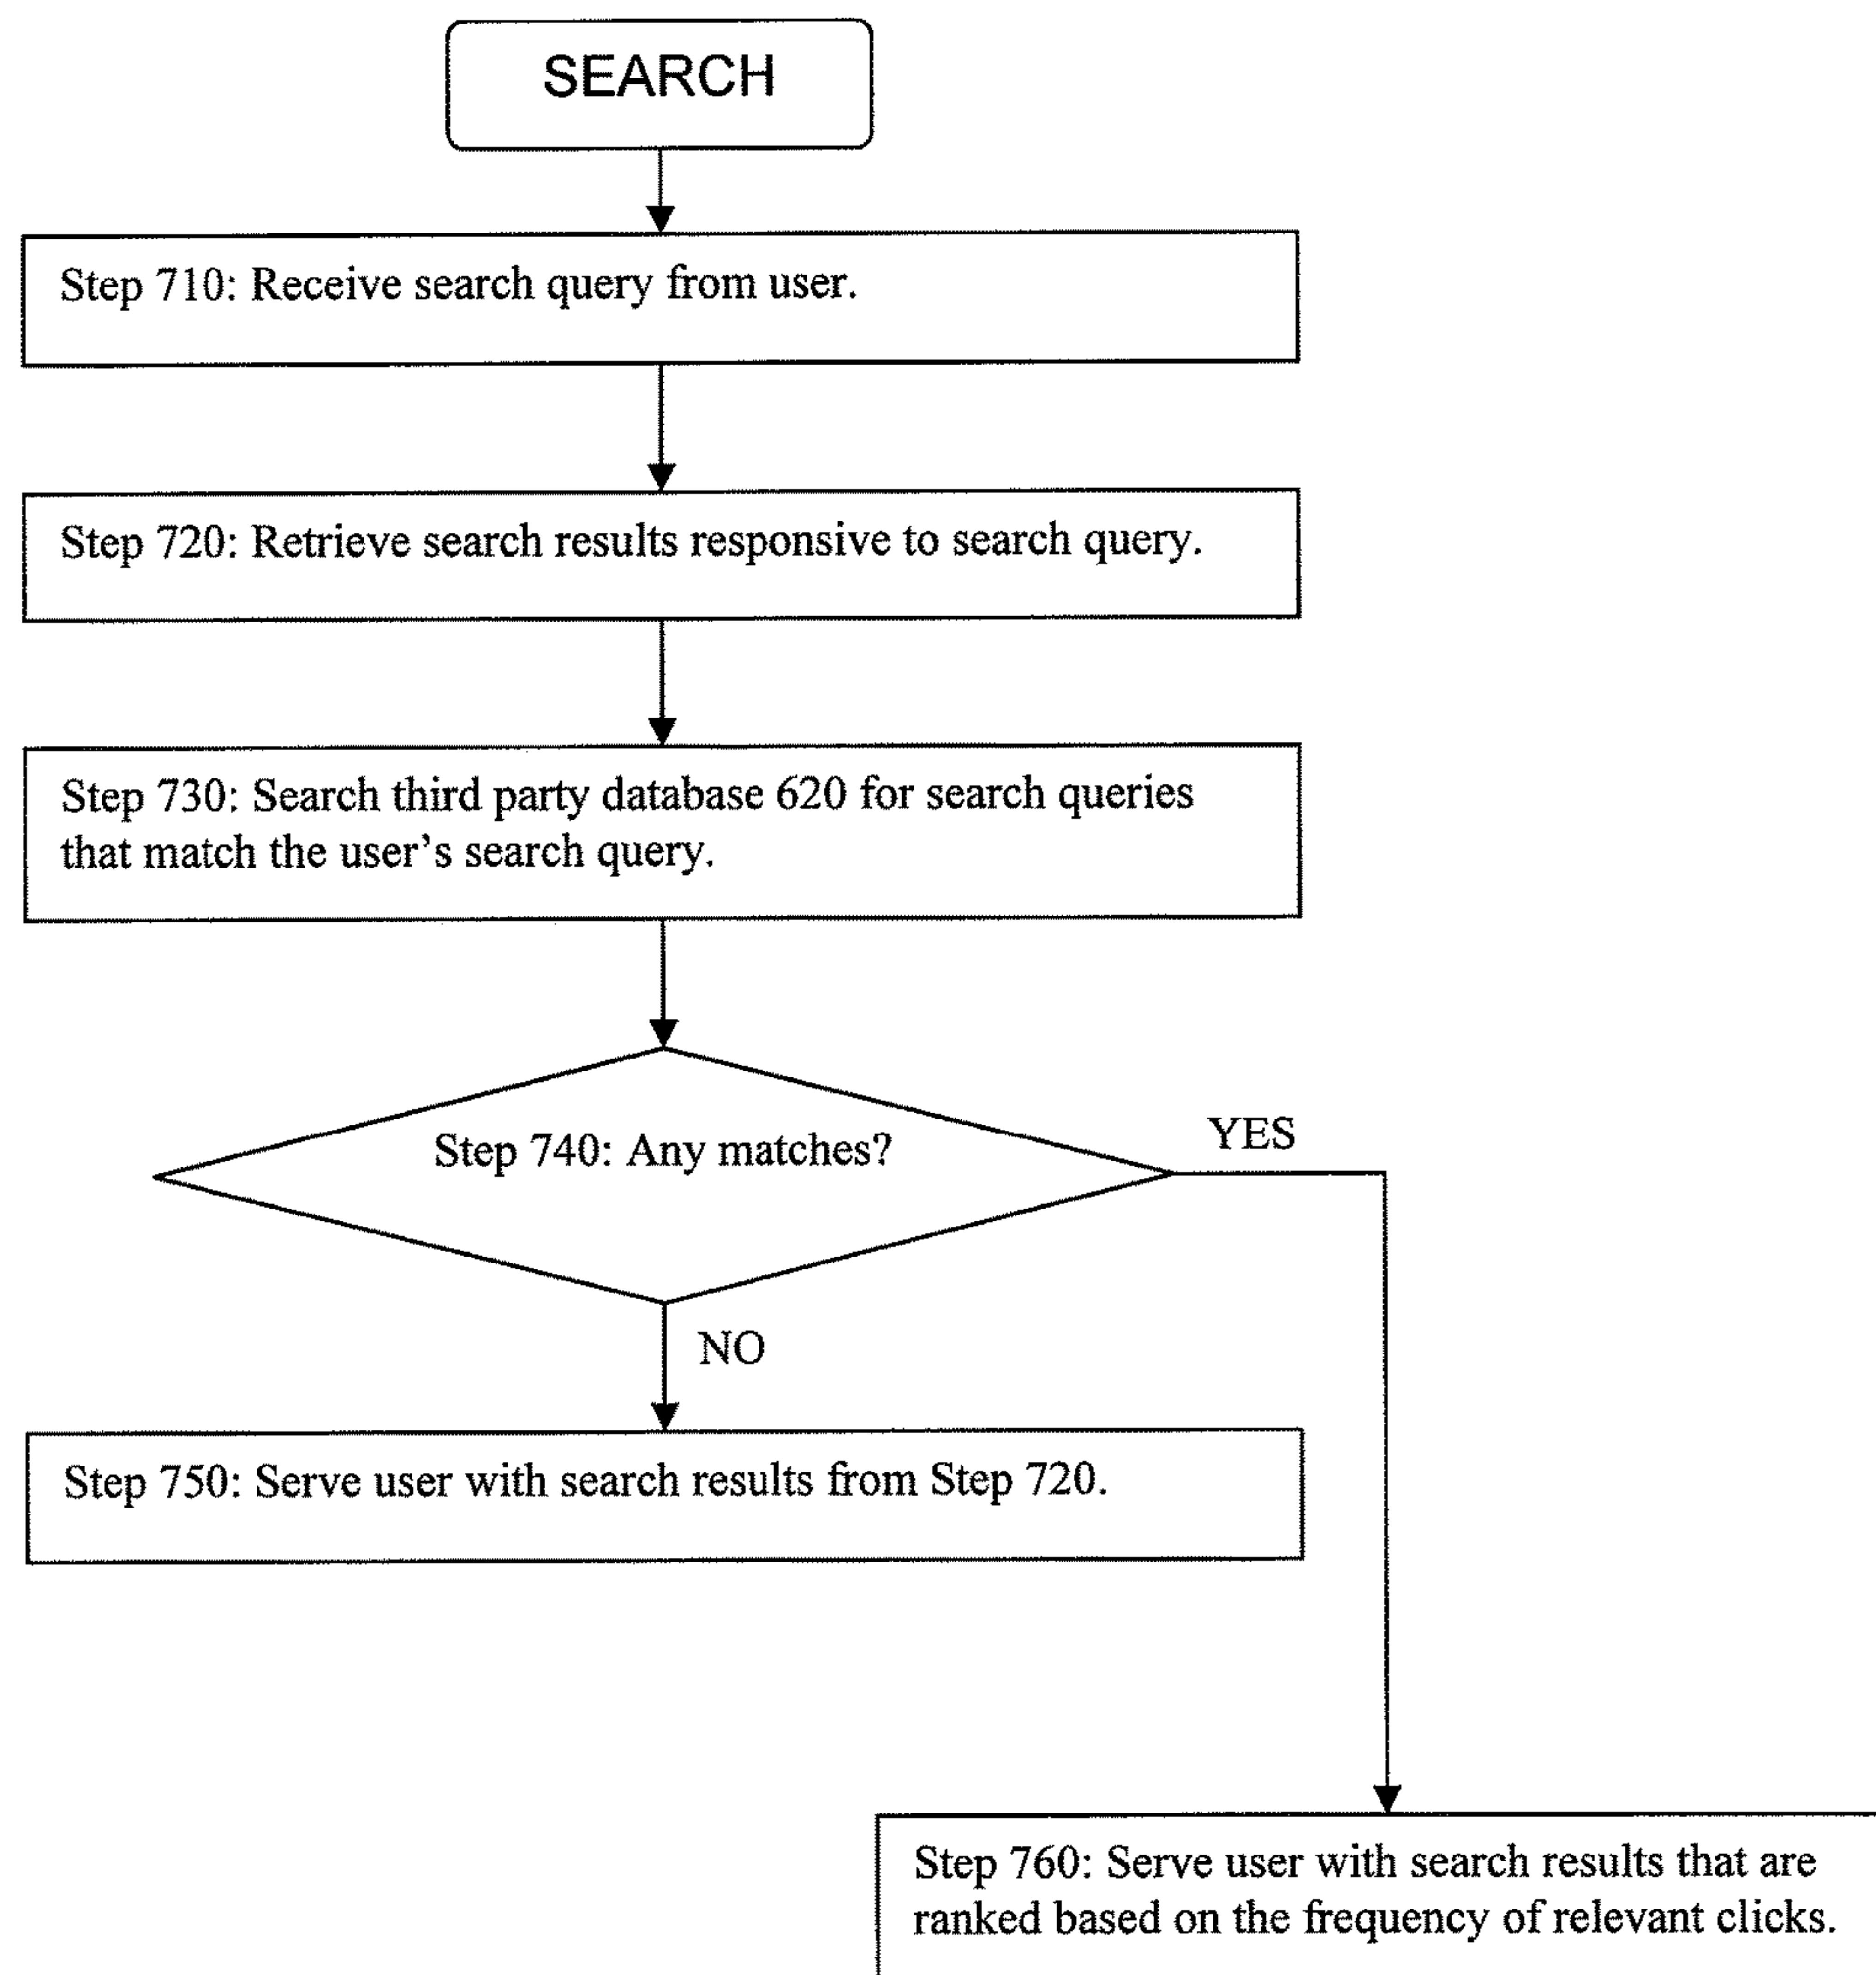 SEARCH
Step 710: Receive search query from user.
Step 720: Retrieve search results responsive to search query.
Step 730: Search third party database 620 for search queries
that match the user’s search query.
Step 740: Any matches?
YES
NO
Step 750: Serve user with search results from Step 720.
Step 760: Serve user with search results that are
ranked based on the frequency of relevant clicks.